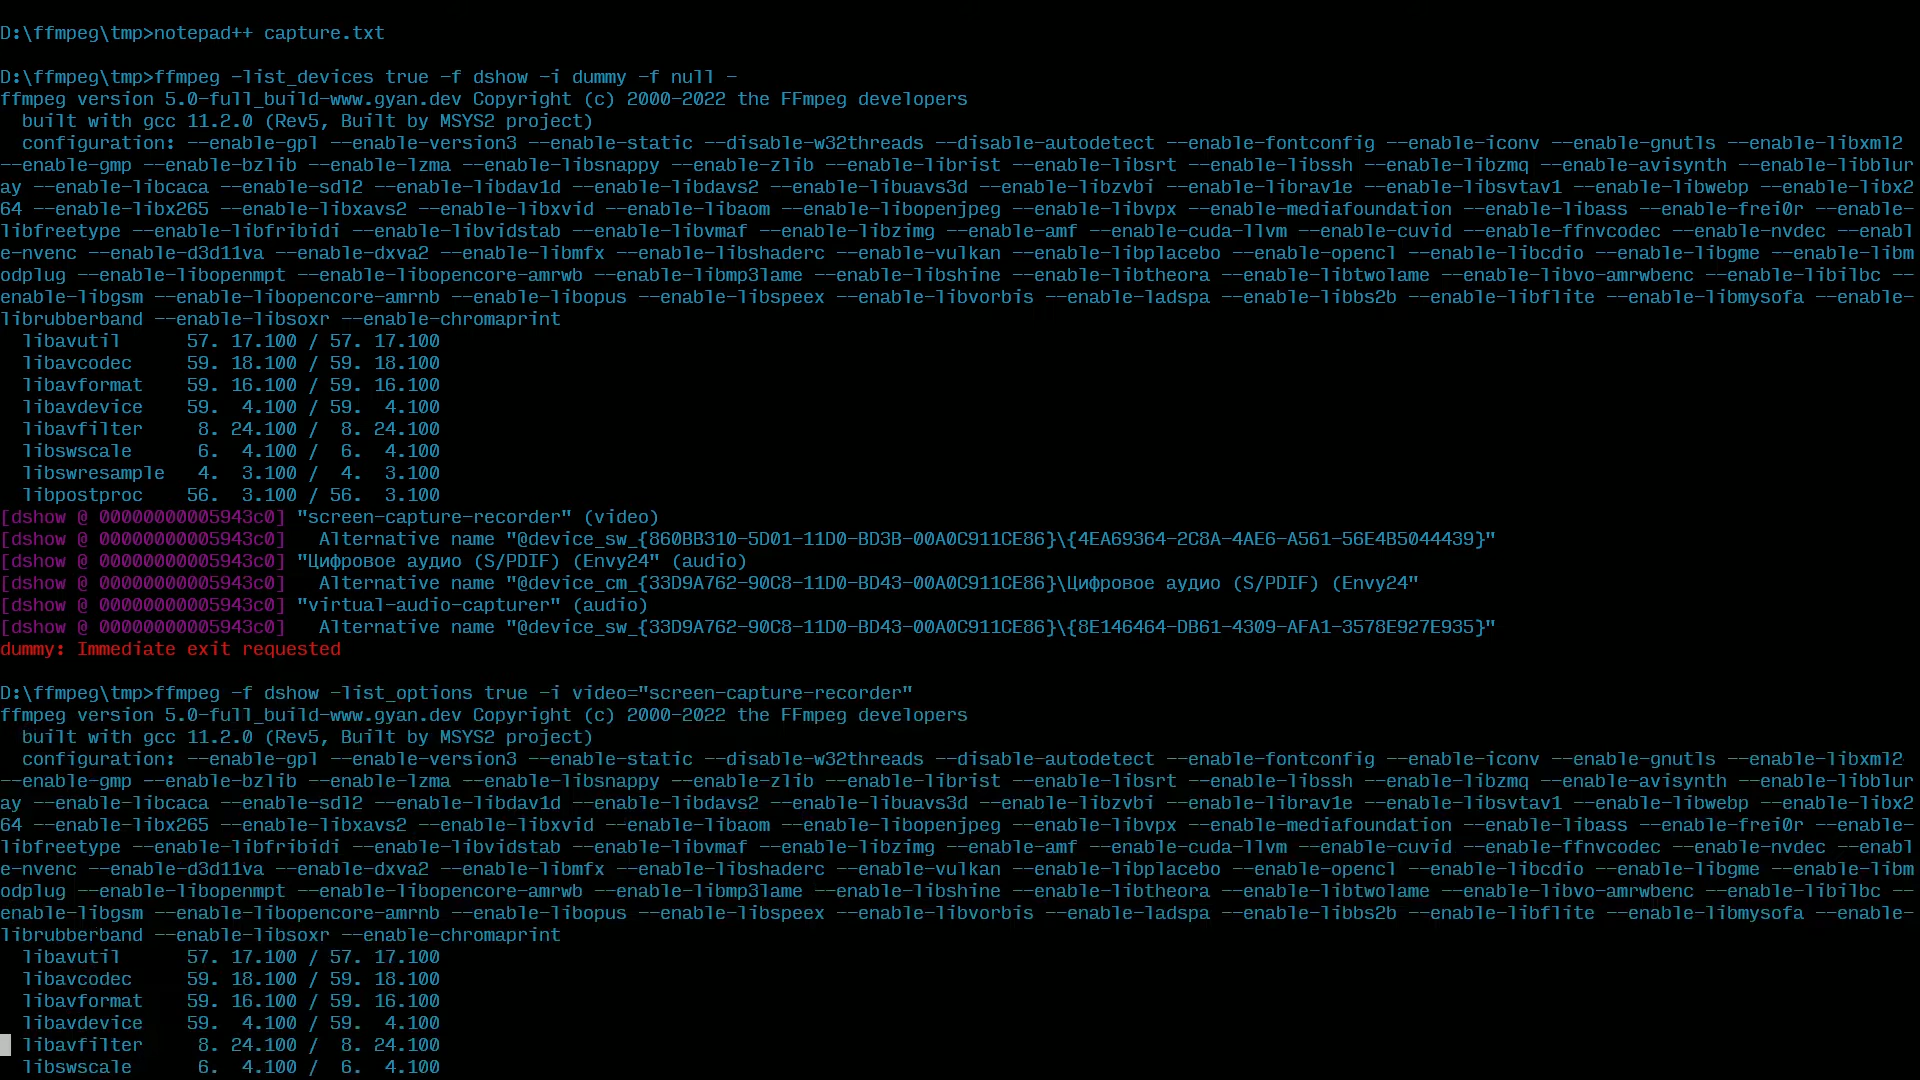 D:\ffmpeg\tmp>notepad++ capture.txt
D:\ffmpeg\tmp>ffmpeg -list_devices true -f dshow -i dummy -f null -
ffmpeg version 5.0-full_build-www.gyan.dev Copyright (c) 2000-2022 the FFmpeg developers
  built with gcc 11.2.0 (Rev5, Built by MSYS2 project)
  configuration: --enable-gpl --enable-version3 --enable-static --disable-w32threads --disable-autodetect --enable-fontconfig --enable-iconv --enable-gnutls --enable-libxml2
--enable-gmp --enable-bzlib --enable-lzma --enable-libsnappy --enable-zlib --enable-librist --enable-libsrt --enable-libssh --enable-libzmq --enable-avisynth --enable-libblur
ay --enable-libcaca --enable-sdl2 --enable-libdav1d --enable-libdavs2 --enable-libuavs3d --enable-libzvbi --enable-librav1e --enable-libsvtav1 --enable-libwebp --enable-libx2
64 --enable-libx265 --enable-libxavs2 --enable-libxvid --enable-libaom --enable-libopenjpeg --enable-libvpx --enable-mediafoundation --enable-libass --enable-frei0r --enable-
libfreetype --enable-libfribidi --enable-libvidstab --enable-libvmaf --enable-libzimg --enable-amf --enable-cuda-llvm --enable-cuvid --enable-ffnvcodec --enable-nvdec --enabl
e-nvenc --enable-d3d11va --enable-dxva2 --enable-libmfx --enable-libshaderc --enable-vulkan --enable-libplacebo --enable-opencl --enable-libcdio --enable-libgme --enable-libm
odplug --enable-libopenmpt --enable-libopencore-amrwb --enable-libmp3lame --enable-libshine --enable-libtheora --enable-libtwolame --enable-libvo-amrwbenc --enable-libilbc --
enable-libgsm --enable-libopencore-amrnb --enable-libopus --enable-libspeex --enable-libvorbis --enable-ladspa --enable-libbs2b --enable-libflite --enable-libmysofa --enable-
librubberband --enable-libsoxr --enable-chromaprint
  libavutil      57. 17.100 / 57. 17.100
  libavcodec     59. 18.100 / 59. 18.100
  libavformat    59. 16.100 / 59. 16.100
  libavdevice    59.  4.100 / 59.  4.100
  libavfilter     8. 24.100 /  8. 24.100
  libswscale      6.  4.100 /  6.  4.100
  libswresample   4.  3.100 /  4.  3.100
  libpostproc    56.  3.100 / 56.  3.100
[dshow @ 00000000005943c0] "screen-capture-recorder" (video)
[dshow @ 00000000005943c0]   Alternative name "@device_sw_{860BB310-5D01-11D0-BD3B-00A0C911CE86}\{4EA69364-2C8A-4AE6-A561-56E4B5044439}"
[dshow @ 00000000005943c0] "Цифровое аудио (S/PDIF) (Envy24" (audio)
[dshow @ 00000000005943c0]   Alternative name "@device_cm_{33D9A762-90C8-11D0-BD43-00A0C911CE86}\Цифровое аудио (S/PDIF) (Envy24"
[dshow @ 00000000005943c0] "virtual-audio-capturer" (audio)
[dshow @ 00000000005943c0]   Alternative name "@device_sw_{33D9A762-90C8-11D0-BD43-00A0C911CE86}\{8E146464-DB61-4309-AFA1-3578E927E935}"
dummy: Immediate exit requested
D:\ffmpeg\tmp>ffmpeg -f dshow -list_options true -i video="screen-capture-recorder"
ffmpeg version 5.0-full_build-www.gyan.dev Copyright (c) 2000-2022 the FFmpeg developers
  built with gcc 11.2.0 (Rev5, Built by MSYS2 project)
  configuration: --enable-gpl --enable-version3 --enable-static --disable-w32threads --disable-autodetect --enable-fontconfig --enable-iconv --enable-gnutls --enable-libxml2
--enable-gmp --enable-bzlib --enable-lzma --enable-libsnappy --enable-zlib --enable-librist --enable-libsrt --enable-libssh --enable-libzmq --enable-avisynth --enable-libblur
ay --enable-libcaca --enable-sdl2 --enable-libdav1d --enable-libdavs2 --enable-libuavs3d --enable-libzvbi --enable-librav1e --enable-libsvtav1 --enable-libwebp --enable-libx2
64 --enable-libx265 --enable-libxavs2 --enable-libxvid --enable-libaom --enable-libopenjpeg --enable-libvpx --enable-mediafoundation --enable-libass --enable-frei0r --enable-
libfreetype --enable-libfribidi --enable-libvidstab --enable-libvmaf --enable-libzimg --enable-amf --enable-cuda-llvm --enable-cuvid --enable-ffnvcodec --enable-nvdec --enabl
e-nvenc --enable-d3d11va --enable-dxva2 --enable-libmfx --enable-libshaderc --enable-vulkan --enable-libplacebo --enable-opencl --enable-libcdio --enable-libgme --enable-libm
odplug --enable-libopenmpt --enable-libopencore-amrwb --enable-libmp3lame --enable-libshine --enable-libtheora --enable-libtwolame --enable-libvo-amrwbenc --enable-libilbc --
enable-libgsm --enable-libopencore-amrnb --enable-libopus --enable-libspeex --enable-libvorbis --enable-ladspa --enable-libbs2b --enable-libflite --enable-libmysofa --enable-
librubberband --enable-libsoxr --enable-chromaprint
  libavutil      57. 17.100 / 57. 17.100
  libavcodec     59. 18.100 / 59. 18.100
  libavformat    59. 16.100 / 59. 16.100
  libavdevice    59.  4.100 / 59.  4.100
  libavfilter     8. 24.100 /  8. 24.100
  libswscale      6.  4.100 /  6.  4.100